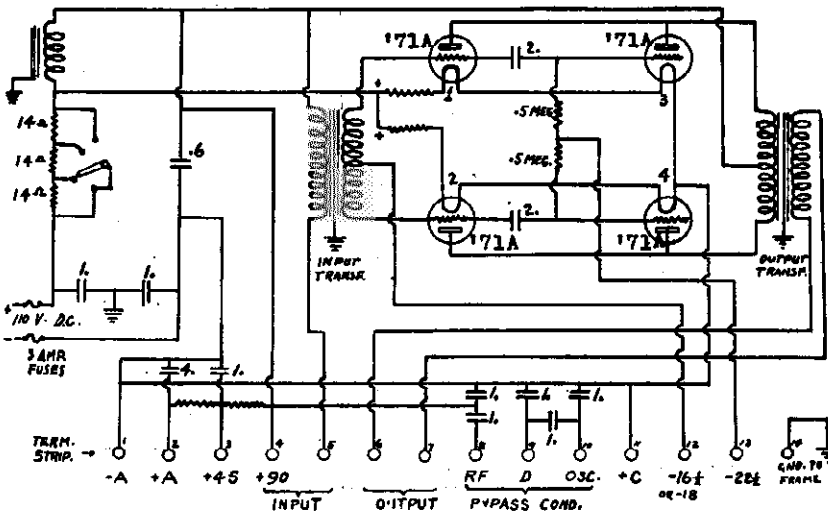 '71A
2.
'71A
+
1
3
14Ω
.5 MEG.
.6
14Ω
+
.5 MEG.
14Ω
2
4
2.
'71A
'71A
INPUT
TRANSF.
OUTPUT
TRANSF.
1.
1.
+
110 V. D.C.
-
3 AMP.
FUSES
4.
1.
1.
1.
1.
1.
1.
TERM.
STRIP. →
1
2
3
4
5
6
7
8
9
10
11
12
13
14
-A
+A
+45
+90
RF
D
OSC.
+C
-16½
OR -18
-22½
GND. TO
FRAME
INPUT
OUTPUT
BYPASS COND.